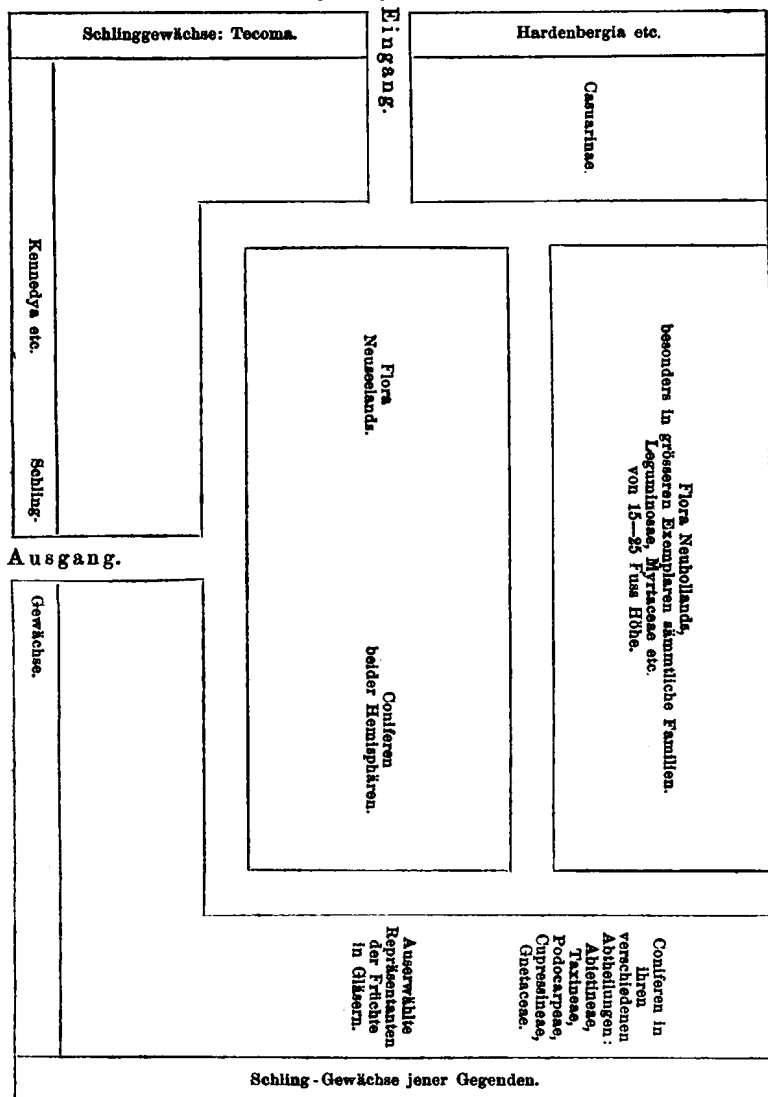 Schlinggewächse: Tecoma.
Eingang.
Hardenbergia etc.
Casuarinae.
Kennedya etc.
Schling-
Ausgang.
Gewächse.
Flora
Neuseelands.
Coniferen
beider Hemisphären.
Flora Neuhollands,
besonders in grösseren Exemplaren sämmtliche Familien.
Leguminosae, Myrtaceae etc.
von 15—25 Fuss Höhe.
Auserwählte
Repräsentanten
der Früchte
in Gläsern.
Coniferen in
ihren
verschiedenen
Abtheilungen:
Abietineae,
Taxineae,
Podocarpeae,
Cupressineae,
Gnetaceae.
Schling-Gewächse jener Gegenden.